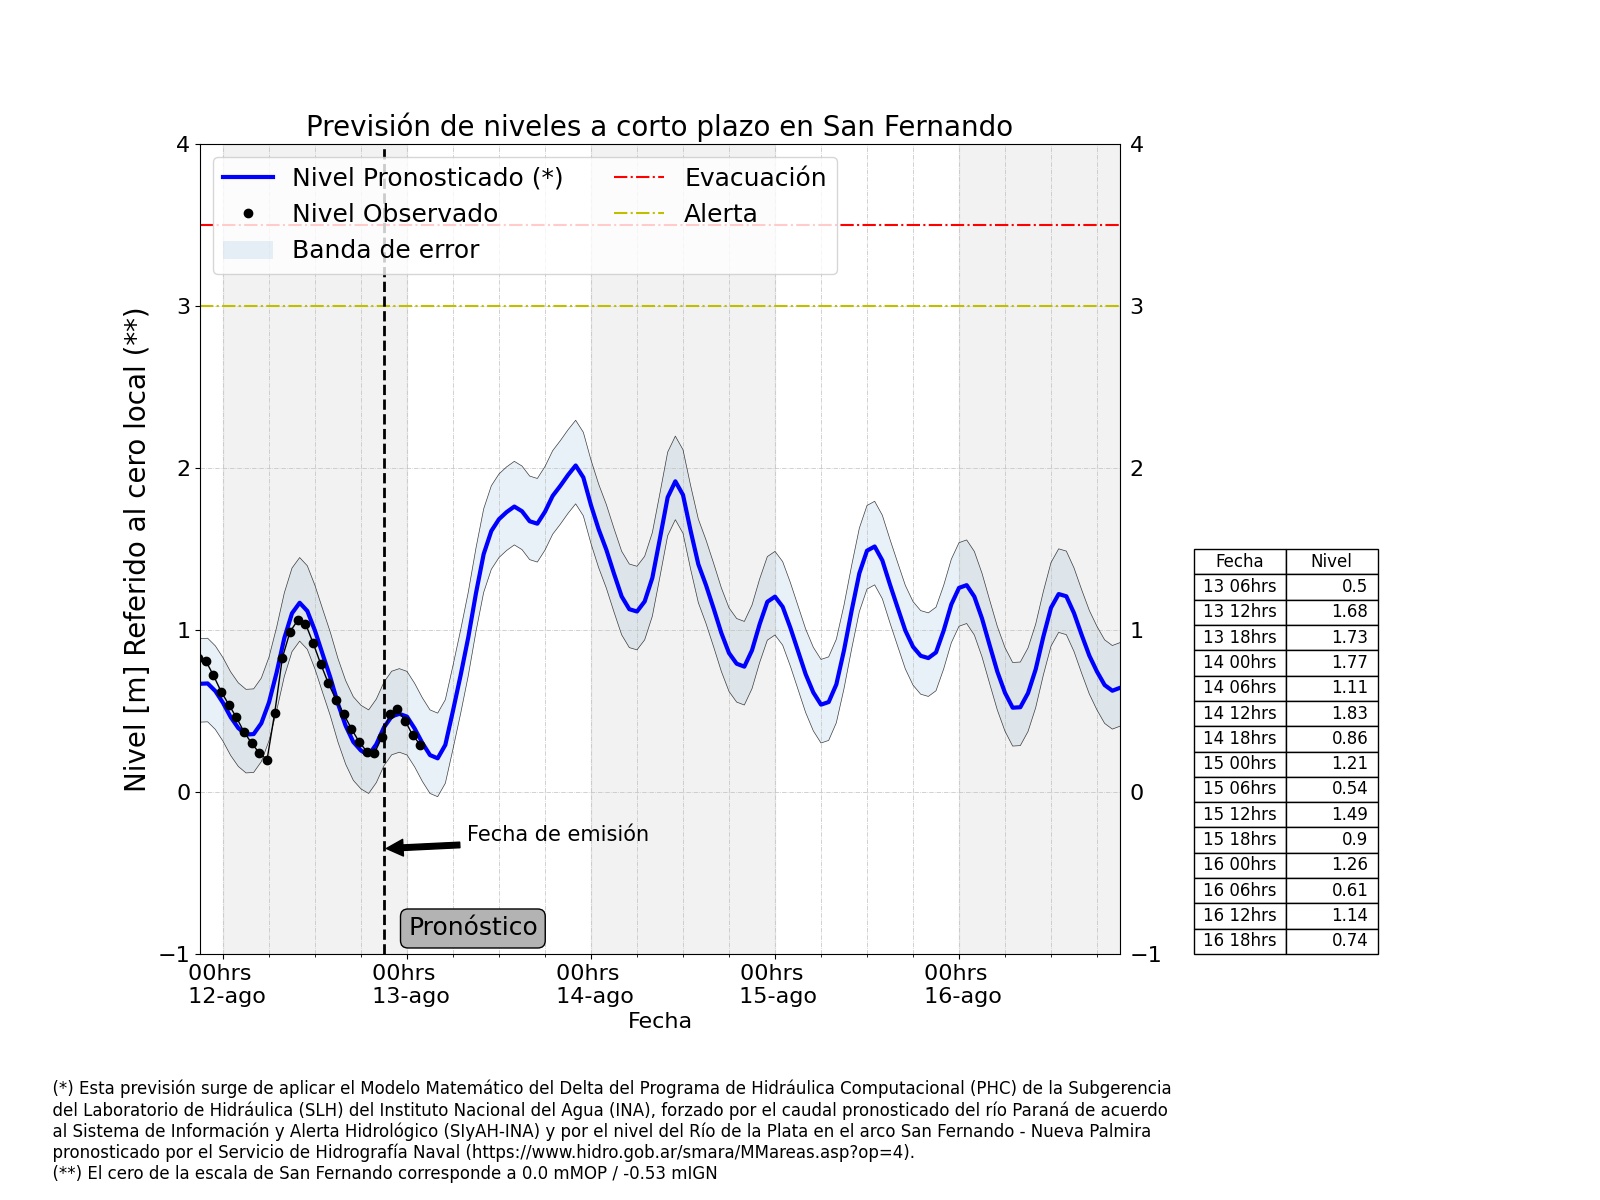 Previsión de niveles a corto plazo en San Fernando
Nivel Pronosticado (*)
Nivel Observado
Banda de error
Evacuación
Alerta
Nivel [m] Referido al cero local (**)
4
3
2
1
0
−1
4
3
2
1
0
−1
Fecha de emisión
Pronóstico
00hrs
12-ago
00hrs
13-ago
00hrs
14-ago
00hrs
15-ago
00hrs
16-ago
Fecha
Fecha Nivel
13 06hrs 0.5
13 12hrs 1.68
13 18hrs 1.73
14 00hrs 1.77
14 06hrs 1.11
14 12hrs 1.83
14 18hrs 0.86
15 00hrs 1.21
15 06hrs 0.54
15 12hrs 1.49
15 18hrs 0.9
16 00hrs 1.26
16 06hrs 0.61
16 12hrs 1.14
16 18hrs 0.74
(*) Esta previsión surge de aplicar el Modelo Matemático del Delta del Programa de Hidráulica Computacional (PHC) de la Subgerencia
del Laboratorio de Hidráulica (SLH) del Instituto Nacional del Agua (INA), forzado por el caudal pronosticado del río Paraná de acuerdo
al Sistema de Información y Alerta Hidrológico (SIyAH-INA) y por el nivel del Río de la Plata en el arco San Fernando - Nueva Palmira
pronosticado por el Servicio de Hidrografía Naval (https://www.hidro.gob.ar/smara/MMareas.asp?op=4).
(**) El cero de la escala de San Fernando corresponde a 0.0 mMOP / -0.53 mIGN